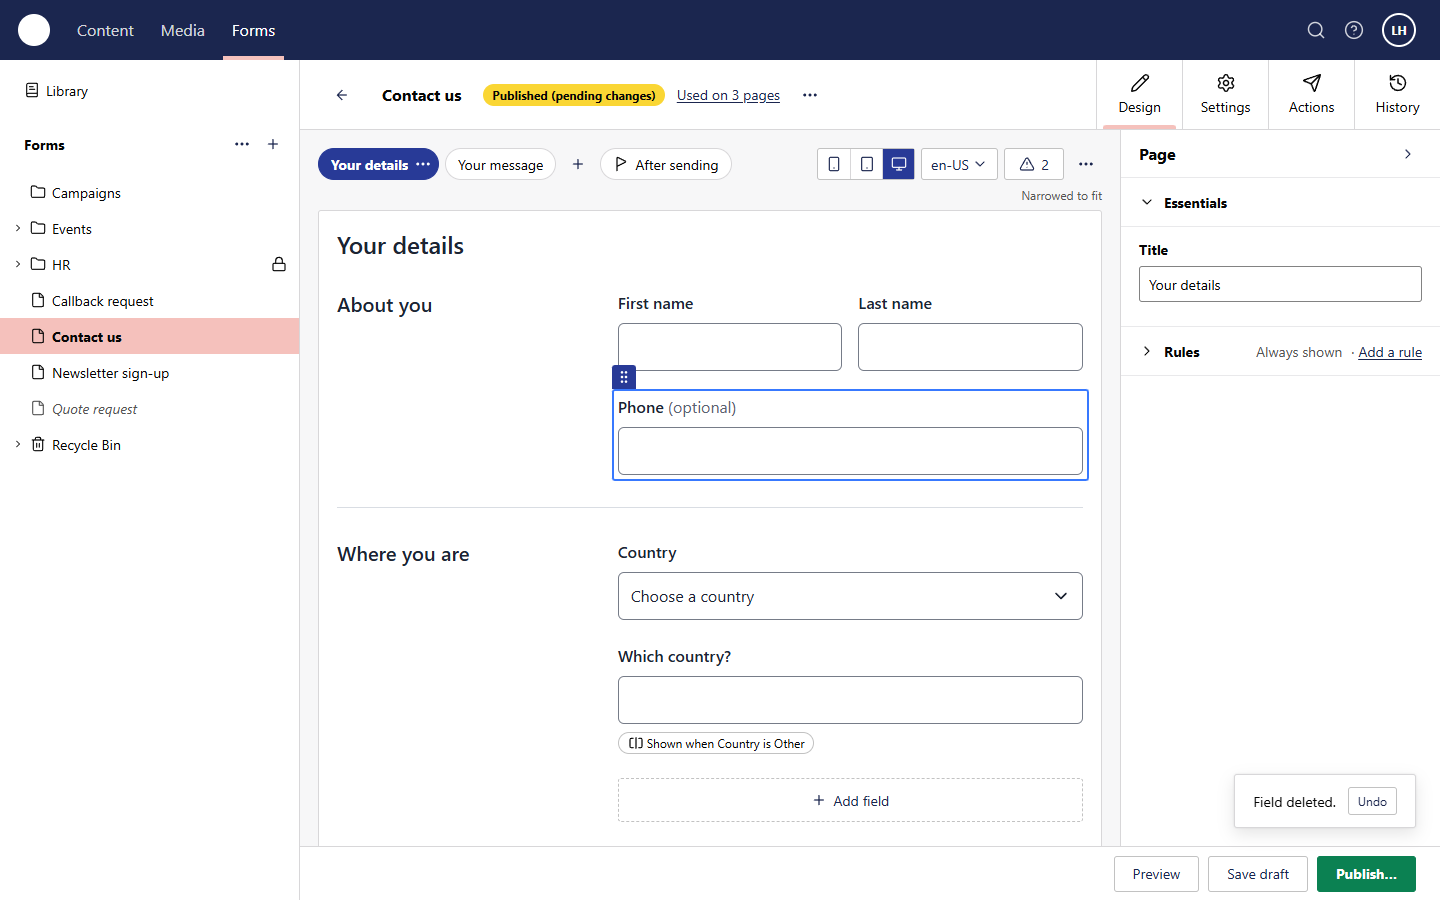 Content
Media
Forms
LH
Library
Forms
Campaigns
Events
HR
Callback request
Contact us
Newsletter sign-up
Quote request
Recycle Bin
Contact us
Published (pending changes)
Used on 3 pages
Design
Settings
Actions
History
Your details
Your message
After sending
en-US
2
Narrowed to fit
Your details
About you
First name
Last name
Phone (optional)
Where you are
Country
Choose a country
Which country?
Shown when Country is Other
Add field
Page
Essentials
Title
Your details
Rules
Always shown · Add a rule
Field deleted.
Undo
Preview
Save draft
Publish...